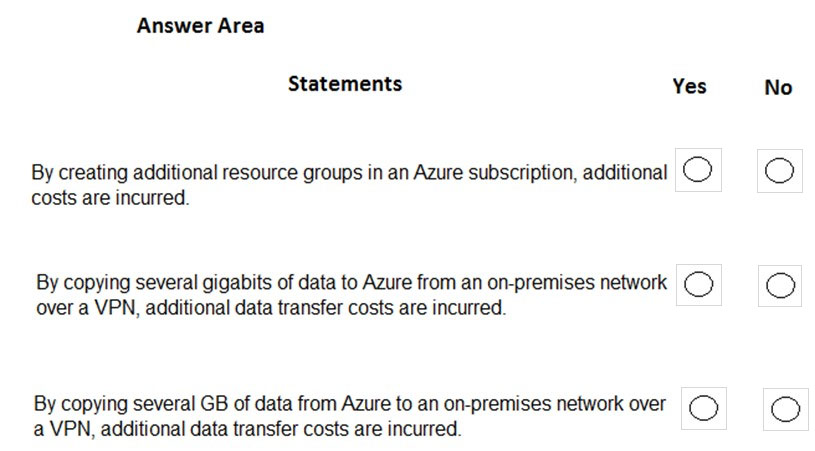 Answer Area
Statements Yes No
By creating additional resource groups in an Azure subscription, additional
costs are incurred.
By copying several gigabits of data to Azure from an on-premises network
over a VPN, additional data transfer costs are incurred.
By copying several GB of data from Azure to an on-premises network over
a VPN, additional data transfer costs are incurred.